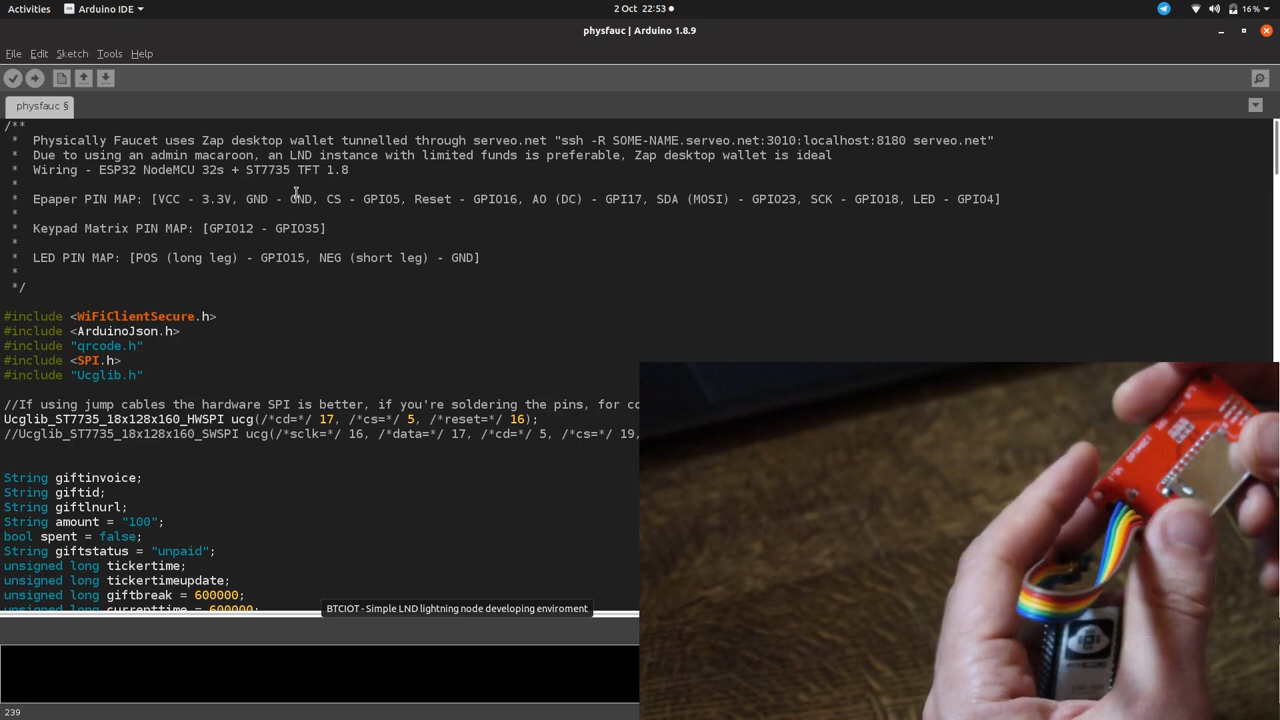 Activities
Arduino IDE
2 Oct 22:53
16%
physfauc | Arduino 1.8.9
File Edit Sketch Tools Help
physfauc §
/**
* Physically Faucet uses Zap desktop wallet tunnelled through serveo.net "ssh -R SOME-NAME.serveo.net:3010:localhost:8180 serveo.net"
* Due to using an admin macaroon, an LND instance with limited funds is preferable, Zap desktop wallet is ideal
* Wiring - ESP32 NodeMCU 32s + ST7735 TFT 1.8
*
* Epaper PIN MAP: [VCC - 3.3V, GND - GND, CS - GPIO5, Reset - GPIO16, AO (DC) - GPI17, SDA (MOSI) - GPIO23, SCK - GPIO18, LED - GPIO4]
*
* Keypad Matrix PIN MAP: [GPIO12 - GPIO35]
*
* LED PIN MAP: [POS (long leg) - GPIO15, NEG (short leg) - GND]
*
*/
#include <WiFiClientSecure.h>
#include <ArduinoJson.h>
#include "qrcode.h"
#include <SPI.h>
#include "Ucglib.h"
//If using jump cables the hardware SPI is better, if you're soldering the pins, for co
Ucglib_ST7735_18x128x160_HWSPI ucg(/*cd=*/ 17, /*cs=*/ 5, /*reset=*/ 16);
//Ucglib_ST7735_18x128x160_SWSPI ucg(/*sclk=*/ 16, /*data=*/ 17, /*cd=*/ 5, /*cs=*/ 19,
String giftinvoice;
String giftid;
String giftlnurl;
String amount = "100";
bool spent = false;
String giftstatus = "unpaid";
unsigned long tickertime;
unsigned long tickertimeupdate;
unsigned long giftbreak = 600000;
unsigned long currenttime = 600000;
BTCIOT - Simple LND lightning node developing enviroment
239